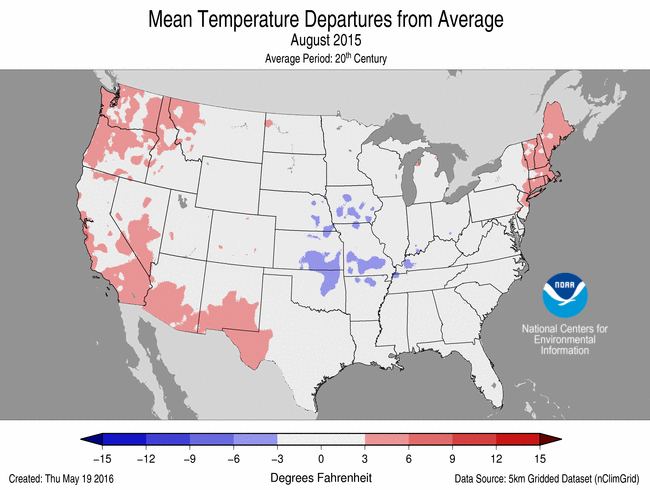 Mean Temperature Departures from Average
August 2015
Average Period: 20th Century
NOAA
National Centers for
Environmental
Information
−15 −12 −9 −6 −3 0 3 6 9 12 15
Created: Thu May 19 2016 Degrees Fahrenheit Data Source: 5km Gridded Dataset (nClimGrid)